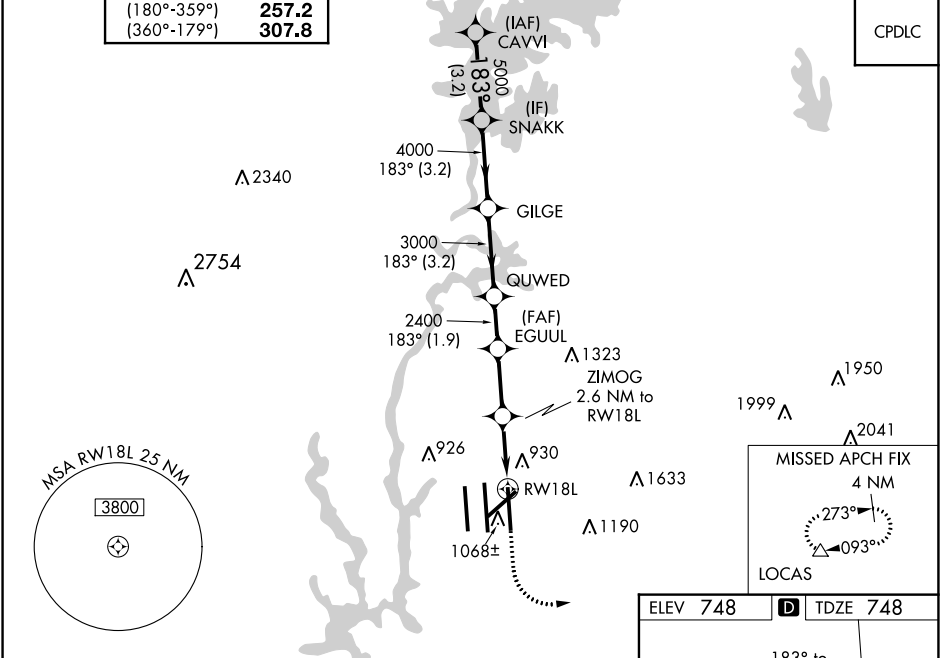 (180°-359°) 257.2
(360°-179°) 307.8
CPDLC
(IAF)
CAVVI
5000
183°
(3.2)
(IF)
SNAKK
4000
183° (3.2)
2340
GILGE
3000
183° (3.2)
2754
QUWED
2400
183° (1.9)
(FAF)
EGUUL
1323
ZIMOG
2.6 NM to
RW18L
1950
1999
2041
926
930
MSA RW18L 25 NM
3800
RW18L
1633
1190
1068±
MISSED APCH FIX
4 NM
273°
093°
LOCAS
ELEV 748 D TDZE 748
183° to